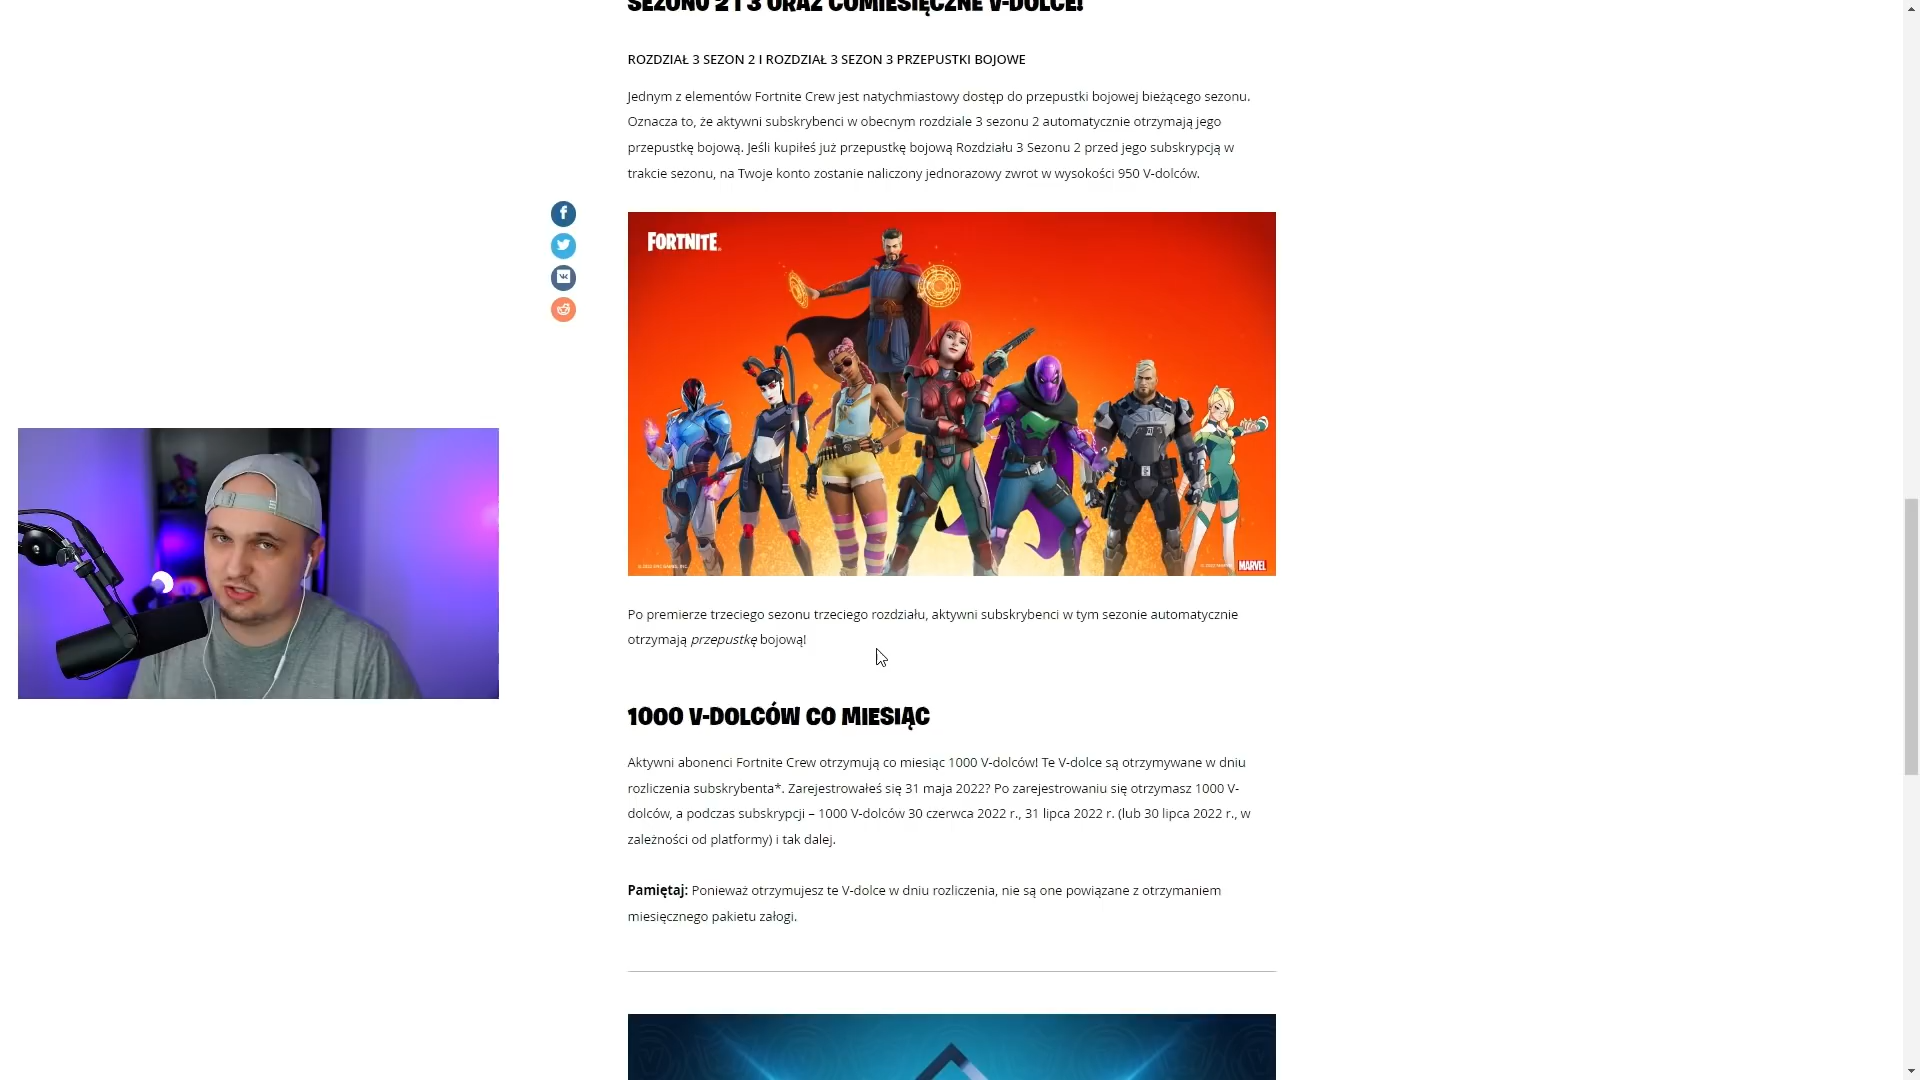 SEZONU 2 I 3 ORAZ COMIESIĘCZNE V-DOLCE!
ROZDZIAŁ 3 SEZON 2 I ROZDZIAŁ 3 SEZON 3 PRZEPUSTKI BOJOWE
Jednym z elementów Fortnite Crew jest natychmiastowy dostęp do przepustki bojowej bieżącego sezonu.
Oznacza to, że aktywni subskrybenci w obecnym rozdziale 3 sezonu 2 automatycznie otrzymają jego
przepustkę bojową. Jeśli kupiłeś już przepustkę bojową Rozdziału 3 Sezonu 2 przed jego subskrypcją w
trakcie sezonu, na Twoje konto zostanie naliczony jednorazowy zwrot w wysokości 950 V-dolców.
FORTNITE
MARVEL
Po premierze trzeciego sezonu trzeciego rozdziału, aktywni subskrybenci w tym sezonie automatycznie
otrzymają przepustkę bojową!
1000 V-DOLCÓW CO MIESIĄC
Aktywni abonenci Fortnite Crew otrzymują co miesiąc 1000 V-dolców! Te V-dolce są otrzymywane w dniu
rozliczenia subskrybenta*. Zarejestrowałeś się 31 maja 2022? Po zarejestrowaniu się otrzymasz 1000 V-
dolców, a podczas subskrypcji – 1000 V-dolców 30 czerwca 2022 r., 31 lipca 2022 r. (lub 30 lipca 2022 r., w
zależności od platformy) i tak dalej.
Pamiętaj: Ponieważ otrzymujesz te V-dolce w dniu rozliczenia, nie są one powiązane z otrzymaniem
miesięcznego pakietu załogi.